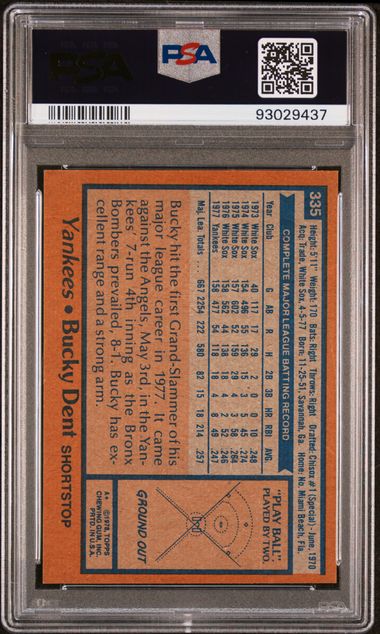 PSA
PSA
93029437
335
Height: 5'11" Weight: 170 Bats: Right Throws: Right Drafted: Chisox #1 (Special)-June, 1970
Acq: Trade, White Sox, 4-5-77 Born: 11-25-51, Savannah, Ga. Home: No. Miami Beach, Fla.
COMPLETE MAJOR LEAGUE BATTING RECORD
Year Club G AB R H 2B 3B HR RBI AVG.
1973 White Sox 40 117 17 29 2 0 0 10 .248
1974 White Sox 154 496 55 136 15 3 5 45 .274
1975 White Sox 157 602 52 159 29 4 3 58 .264
1976 White Sox 158 562 44 138 18 4 2 52 .246
1977 Yankees 158 477 54 118 18 4 8 49 .247
Maj. Lea. Totals 667 2254 222 580 82 15 18 214 .257
"PLAY BALL"
PLAYED BY TWO.
GROUND OUT
Bucky hit the first Grand-Slammer of his
major league career in 1977. It came
against the Angels, May 3rd, in the Yan-
kees' 7-run 4th inning as the Bronx
Bombers prevailed, 8-1. Bucky has ex-
cellent range and a strong arm.
Yankees • Bucky Dent SHORTSTOP
A* ©1978, TOPPS
CHEWING GUM, INC.
PRTD. IN U.S.A.